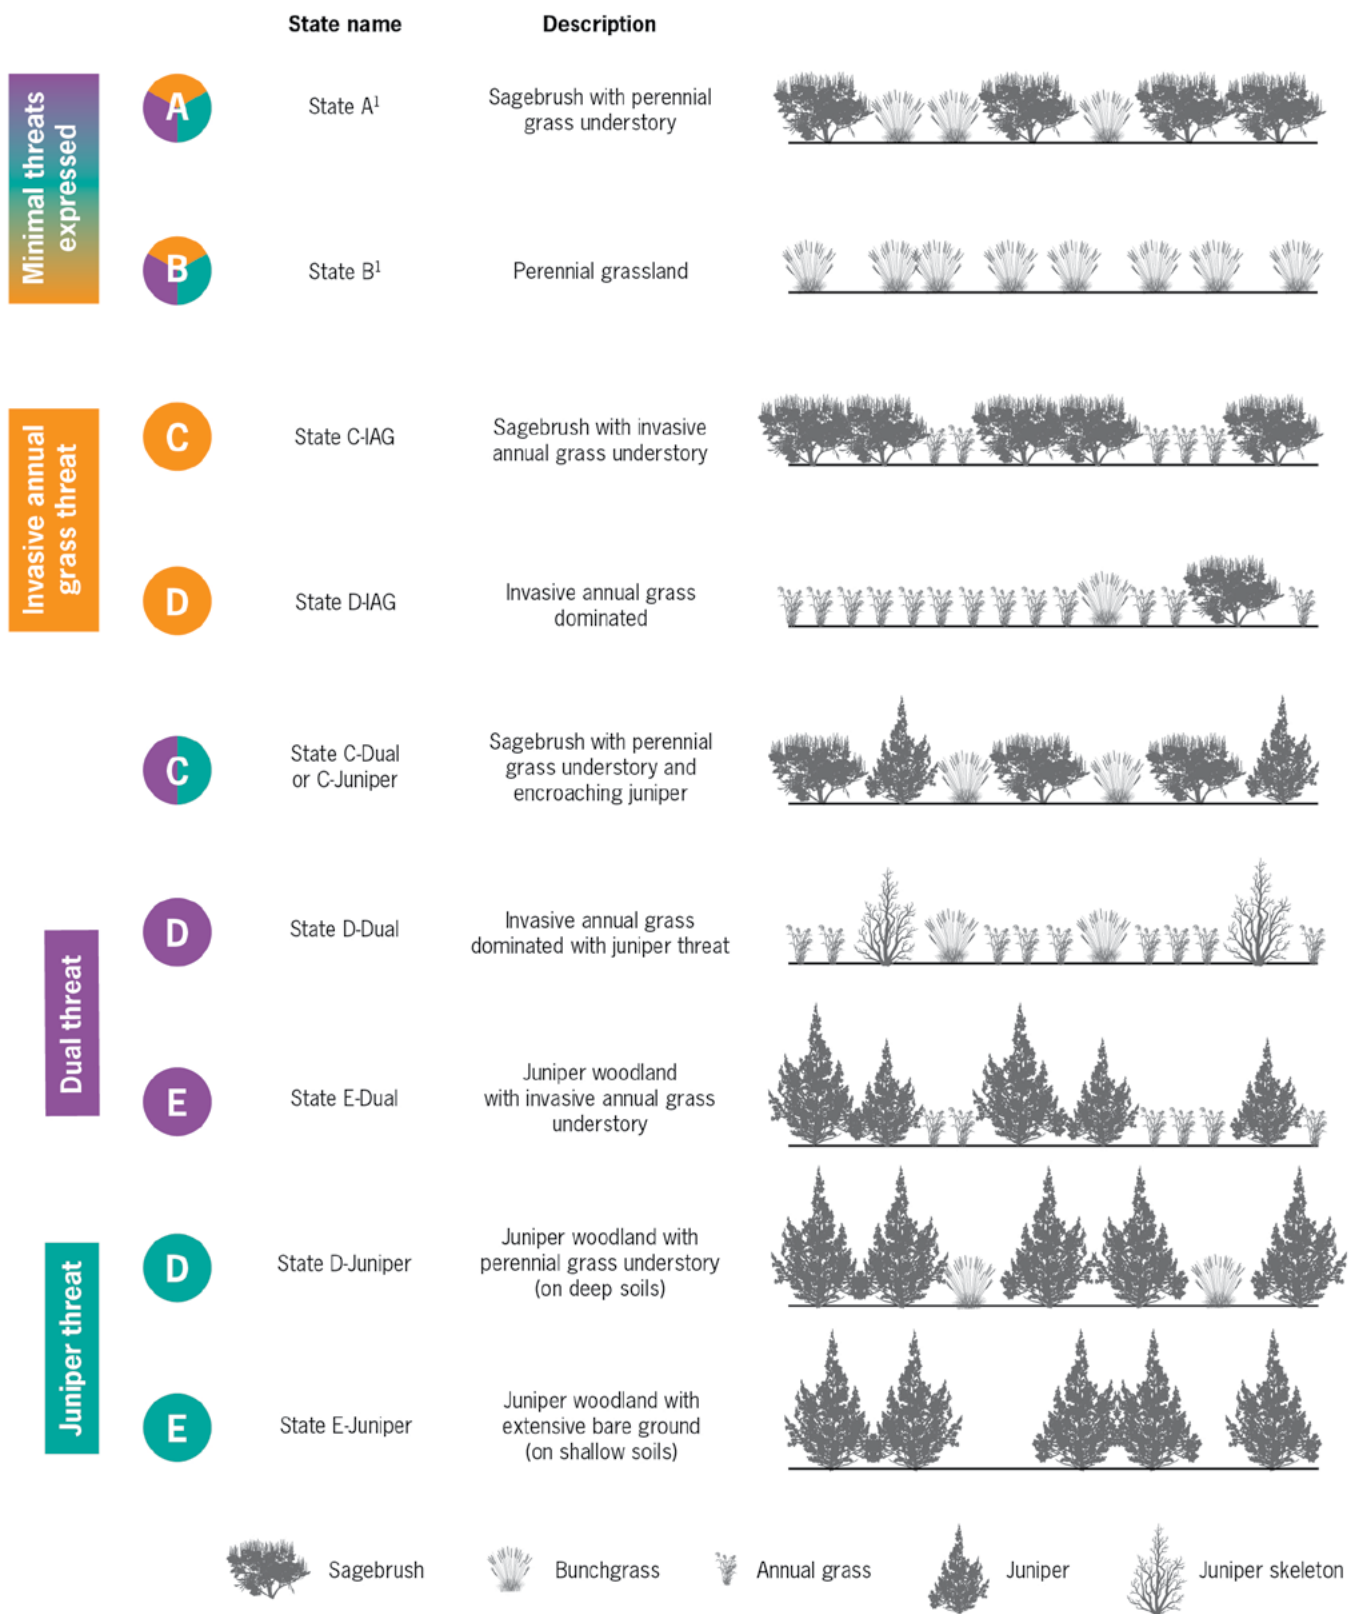 State name
Description
Minimal threats
expressed
A
State A¹
Sagebrush with perennial
grass understory
B
State B¹
Perennial grassland
Invasive annual
grass threat
C
State C-IAG
Sagebrush with invasive
annual grass understory
D
State D-IAG
Invasive annual grass
dominated
C
State C-Dual
or C-Juniper
Sagebrush with perennial
grass understory and
encroaching juniper
Dual threat
D
State D-Dual
Invasive annual grass
dominated with juniper threat
E
State E-Dual
Juniper woodland
with invasive annual grass
understory
Juniper threat
D
State D-Juniper
Juniper woodland with
perennial grass understory
(on deep soils)
E
State E-Juniper
Juniper woodland with
extensive bare ground
(on shallow soils)
Sagebrush
Bunchgrass
Annual grass
Juniper
Juniper skeleton